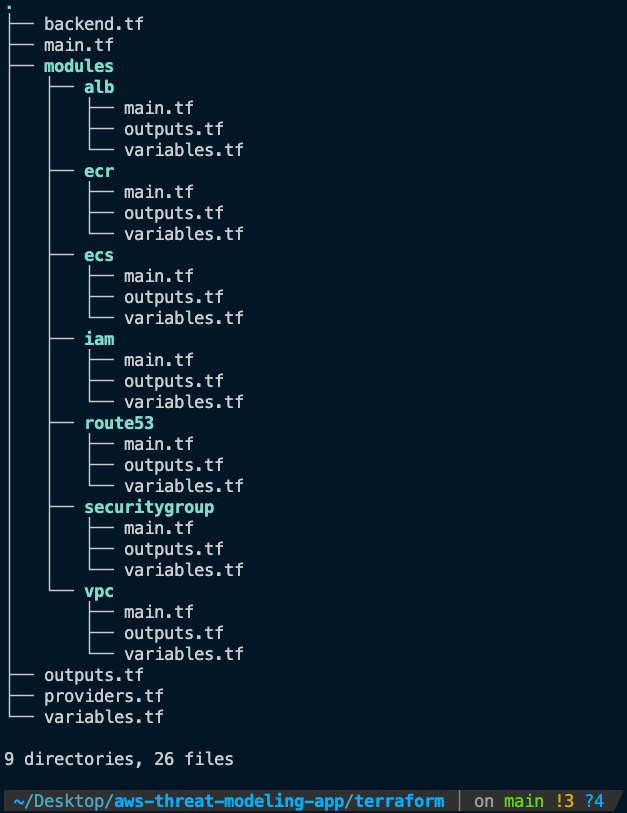 .
├── backend.tf
├── main.tf
├── modules
│   ├── alb
│   │   ├── main.tf
│   │   ├── outputs.tf
│   │   └── variables.tf
│   ├── ecr
│   │   ├── main.tf
│   │   ├── outputs.tf
│   │   └── variables.tf
│   ├── ecs
│   │   ├── main.tf
│   │   ├── outputs.tf
│   │   └── variables.tf
│   ├── iam
│   │   ├── main.tf
│   │   ├── outputs.tf
│   │   └── variables.tf
│   ├── route53
│   │   ├── main.tf
│   │   ├── outputs.tf
│   │   └── variables.tf
│   ├── securitygroup
│   │   ├── main.tf
│   │   ├── outputs.tf
│   │   └── variables.tf
│   └── vpc
│       ├── main.tf
│       ├── outputs.tf
│       └── variables.tf
├── outputs.tf
├── providers.tf
└── variables.tf

9 directories, 26 files

~/Desktop/aws-threat-modeling-app/terraform | on main !3 ?4